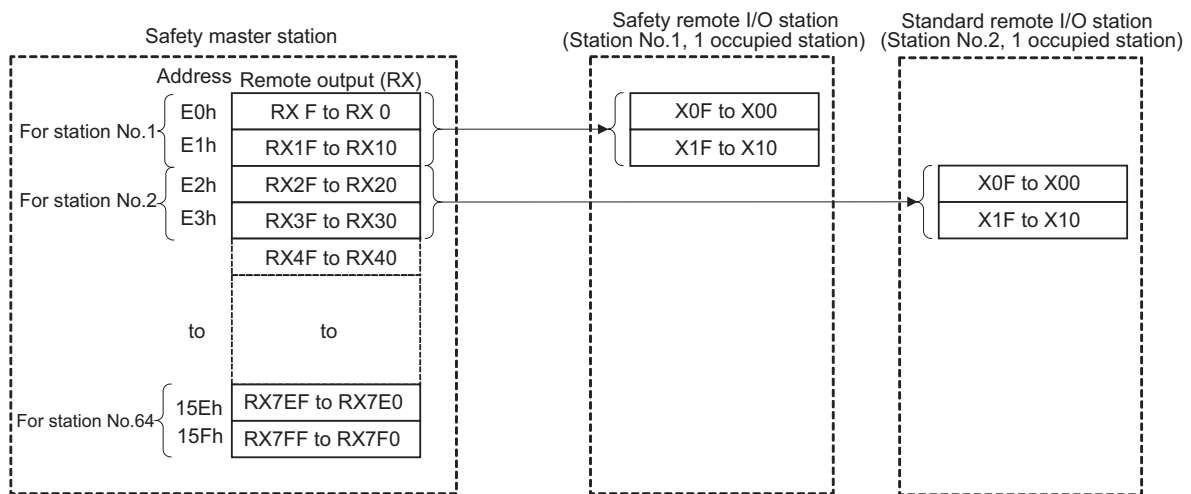 Safety master station
Safety remote I/O station
(Station No.1, 1 occupied station)
Standard remote I/O station
(Station No.2, 1 occupied station)
Address Remote output (RX)
For station No.1
E0h RX F to RX 0
E1h RX1F to RX10
X0F to X00
X1F to X10
For station No.2
E2h RX2F to RX20
E3h RX3F to RX30
X0F to X00
X1F to X10
RX4F to RX40
to to
For station No.64
15Eh RX7EF to RX7E0
15Fh RX7FF to RX7F0